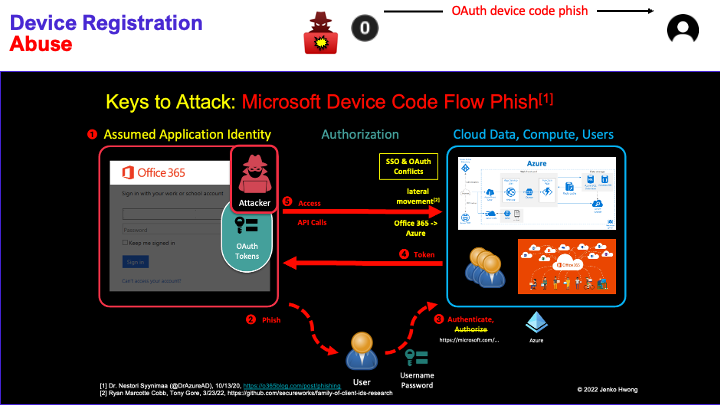 Device Registration
Abuse
0
OAuth device code phish
Keys to Attack: Microsoft Device Code Flow Phish[1]
1 Assumed Application Identity
Authorization
Cloud Data, Compute, Users
Office 365
Sign in with your work or school account
Password
Keep me signed in
Sign in
Can't access your account?
Attacker
OAuth
Tokens
SSO & OAuth
Conflicts
lateral
movement[2]
Office 365 ->
Azure
5 Access
API Calls
4 Token
Azure
Office 365
2 Phish
3 Authenticate,
Authorize
https://microsoft.com/...
Azure
User
Username
Password
[1] Dr. Nestori Syynimaa (@DrAzureAD), 10/13/20, https://o365blog.com/post/phishing
[2] Ryan Marcotte Cobb, Tony Gore, 3/23/22, https://github.com/secureworks/family-of-client-ids-research
© 2022 Jenko Hwong